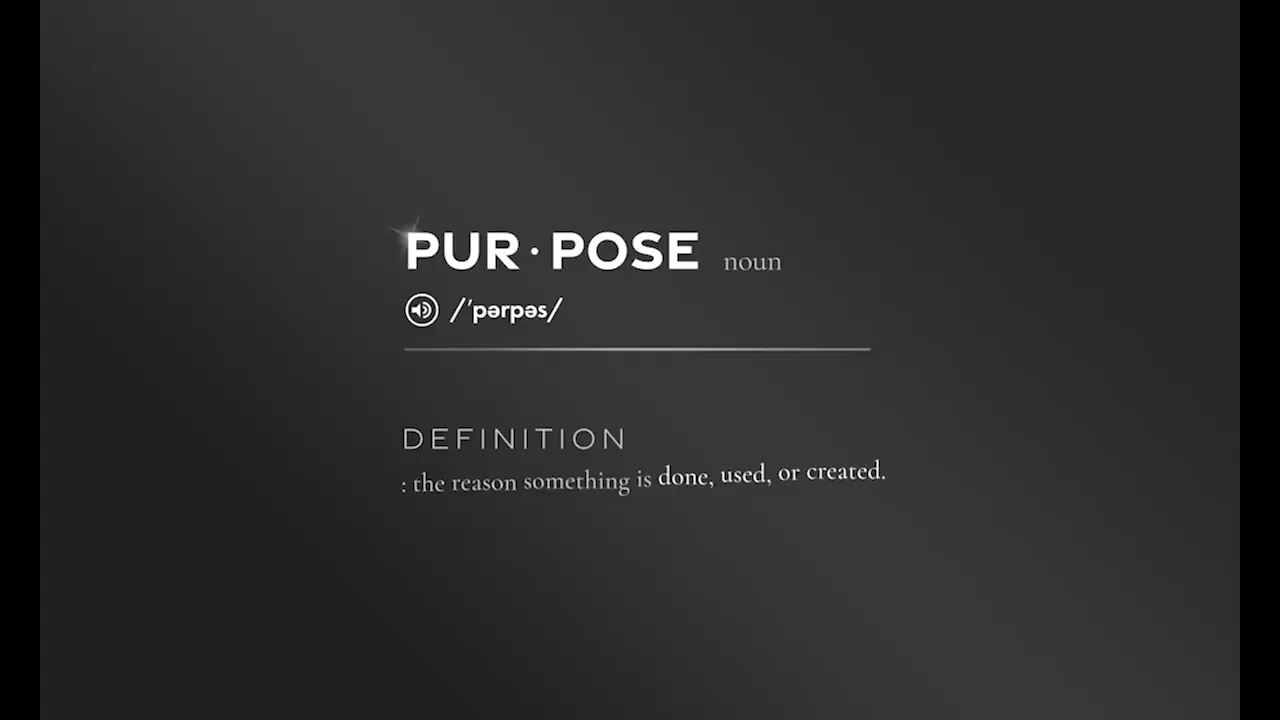 PUR·POSE noun
/ˈpərpəs/
DEFINITION
: the reason something is done, used, or created.